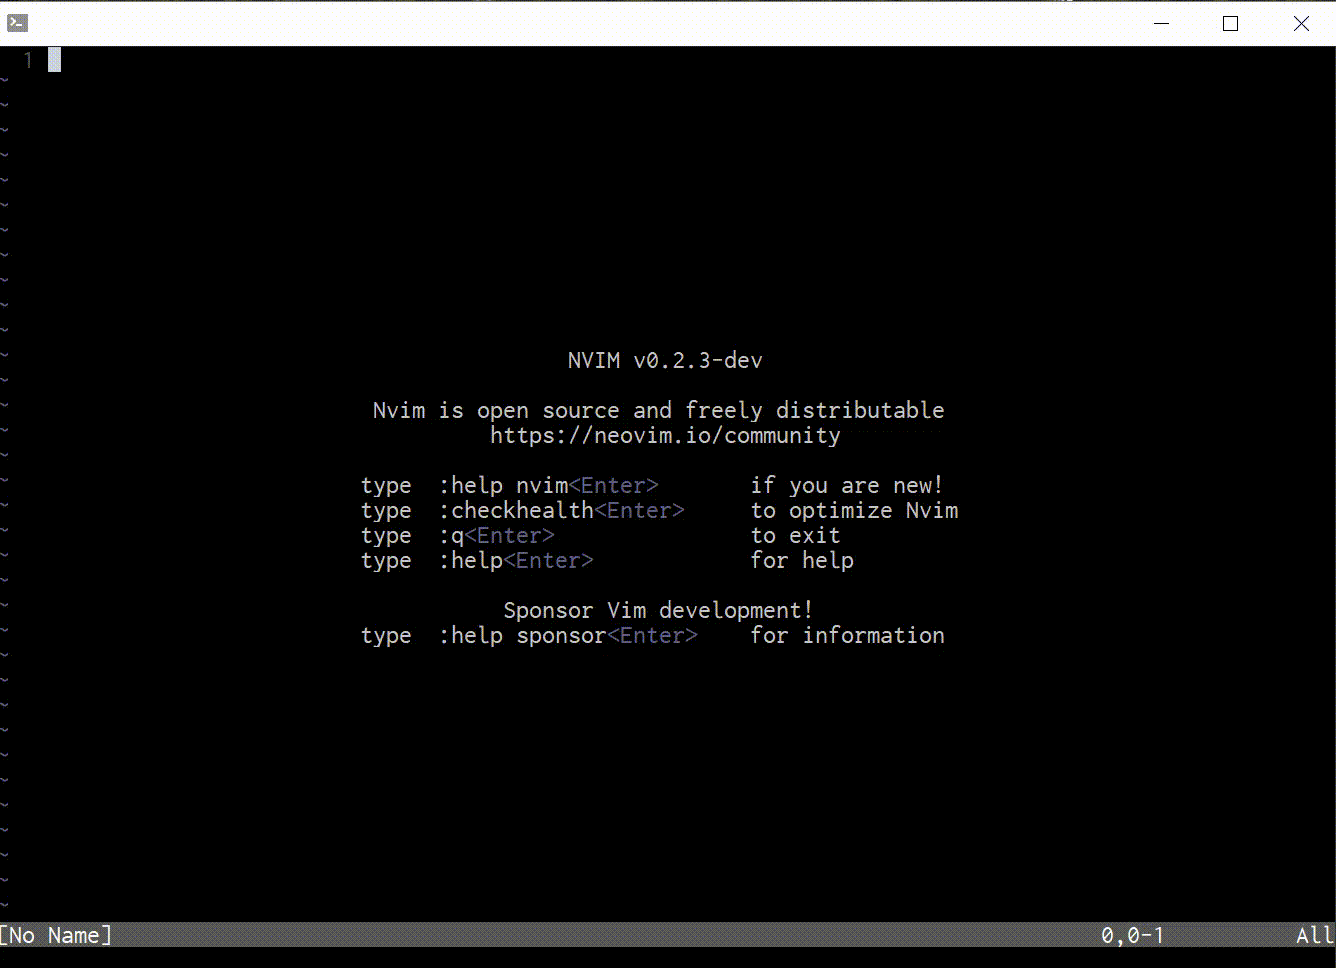 1
~
~
~
~
~
~
~
~
~
~
~
~ NVIM v0.2.3-dev
~
~ Nvim is open source and freely distributable
~ https://neovim.io/community
~
~ type :help nvim<Enter> if you are new!
~ type :checkhealth<Enter> to optimize Nvim
~ type :q<Enter> to exit
~ type :help<Enter> for help
~
~ Sponsor Vim development!
~ type :help sponsor<Enter> for information
~
~
~
~
~
~
~
~
~
~
~
[No Name] 0,0-1 All